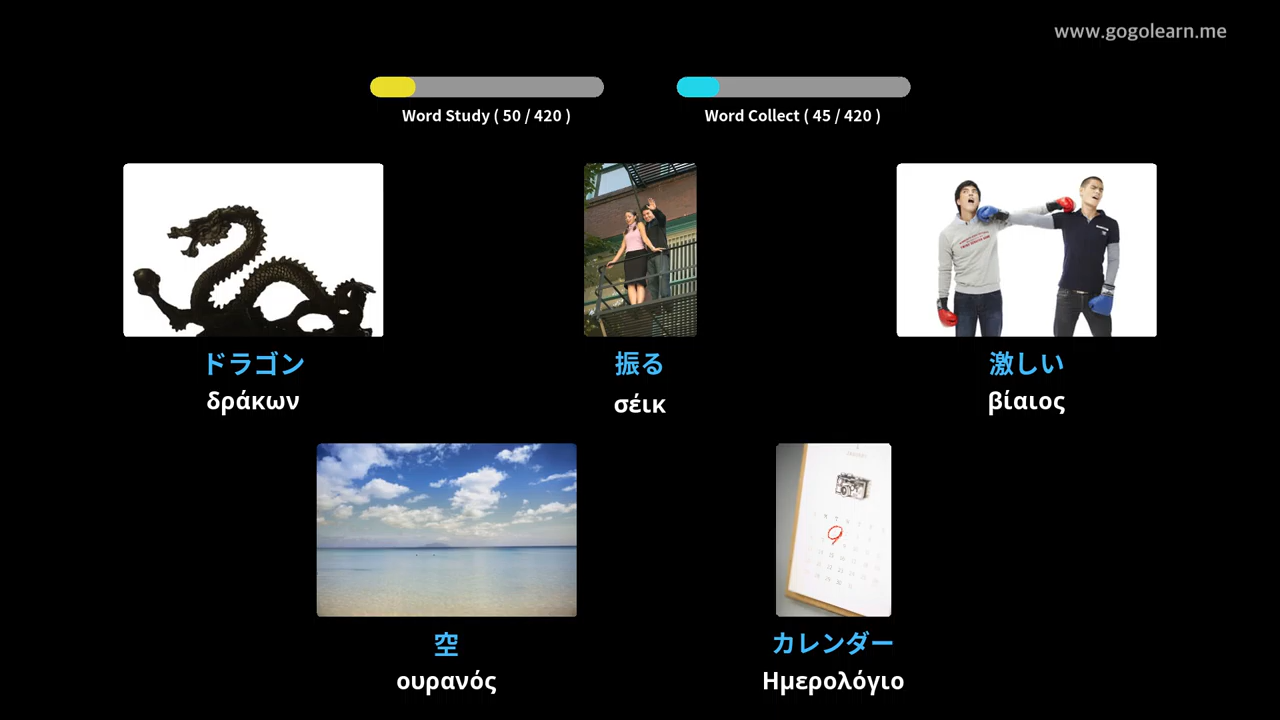 www.gogolearn.me
Word Study ( 50 / 420 )
Word Collect ( 45 / 420 )
ドラゴン
δράκων
振る
σέικ
激しい
βίαιος
空
ουρανός
カレンダー
Ημερολόγιο